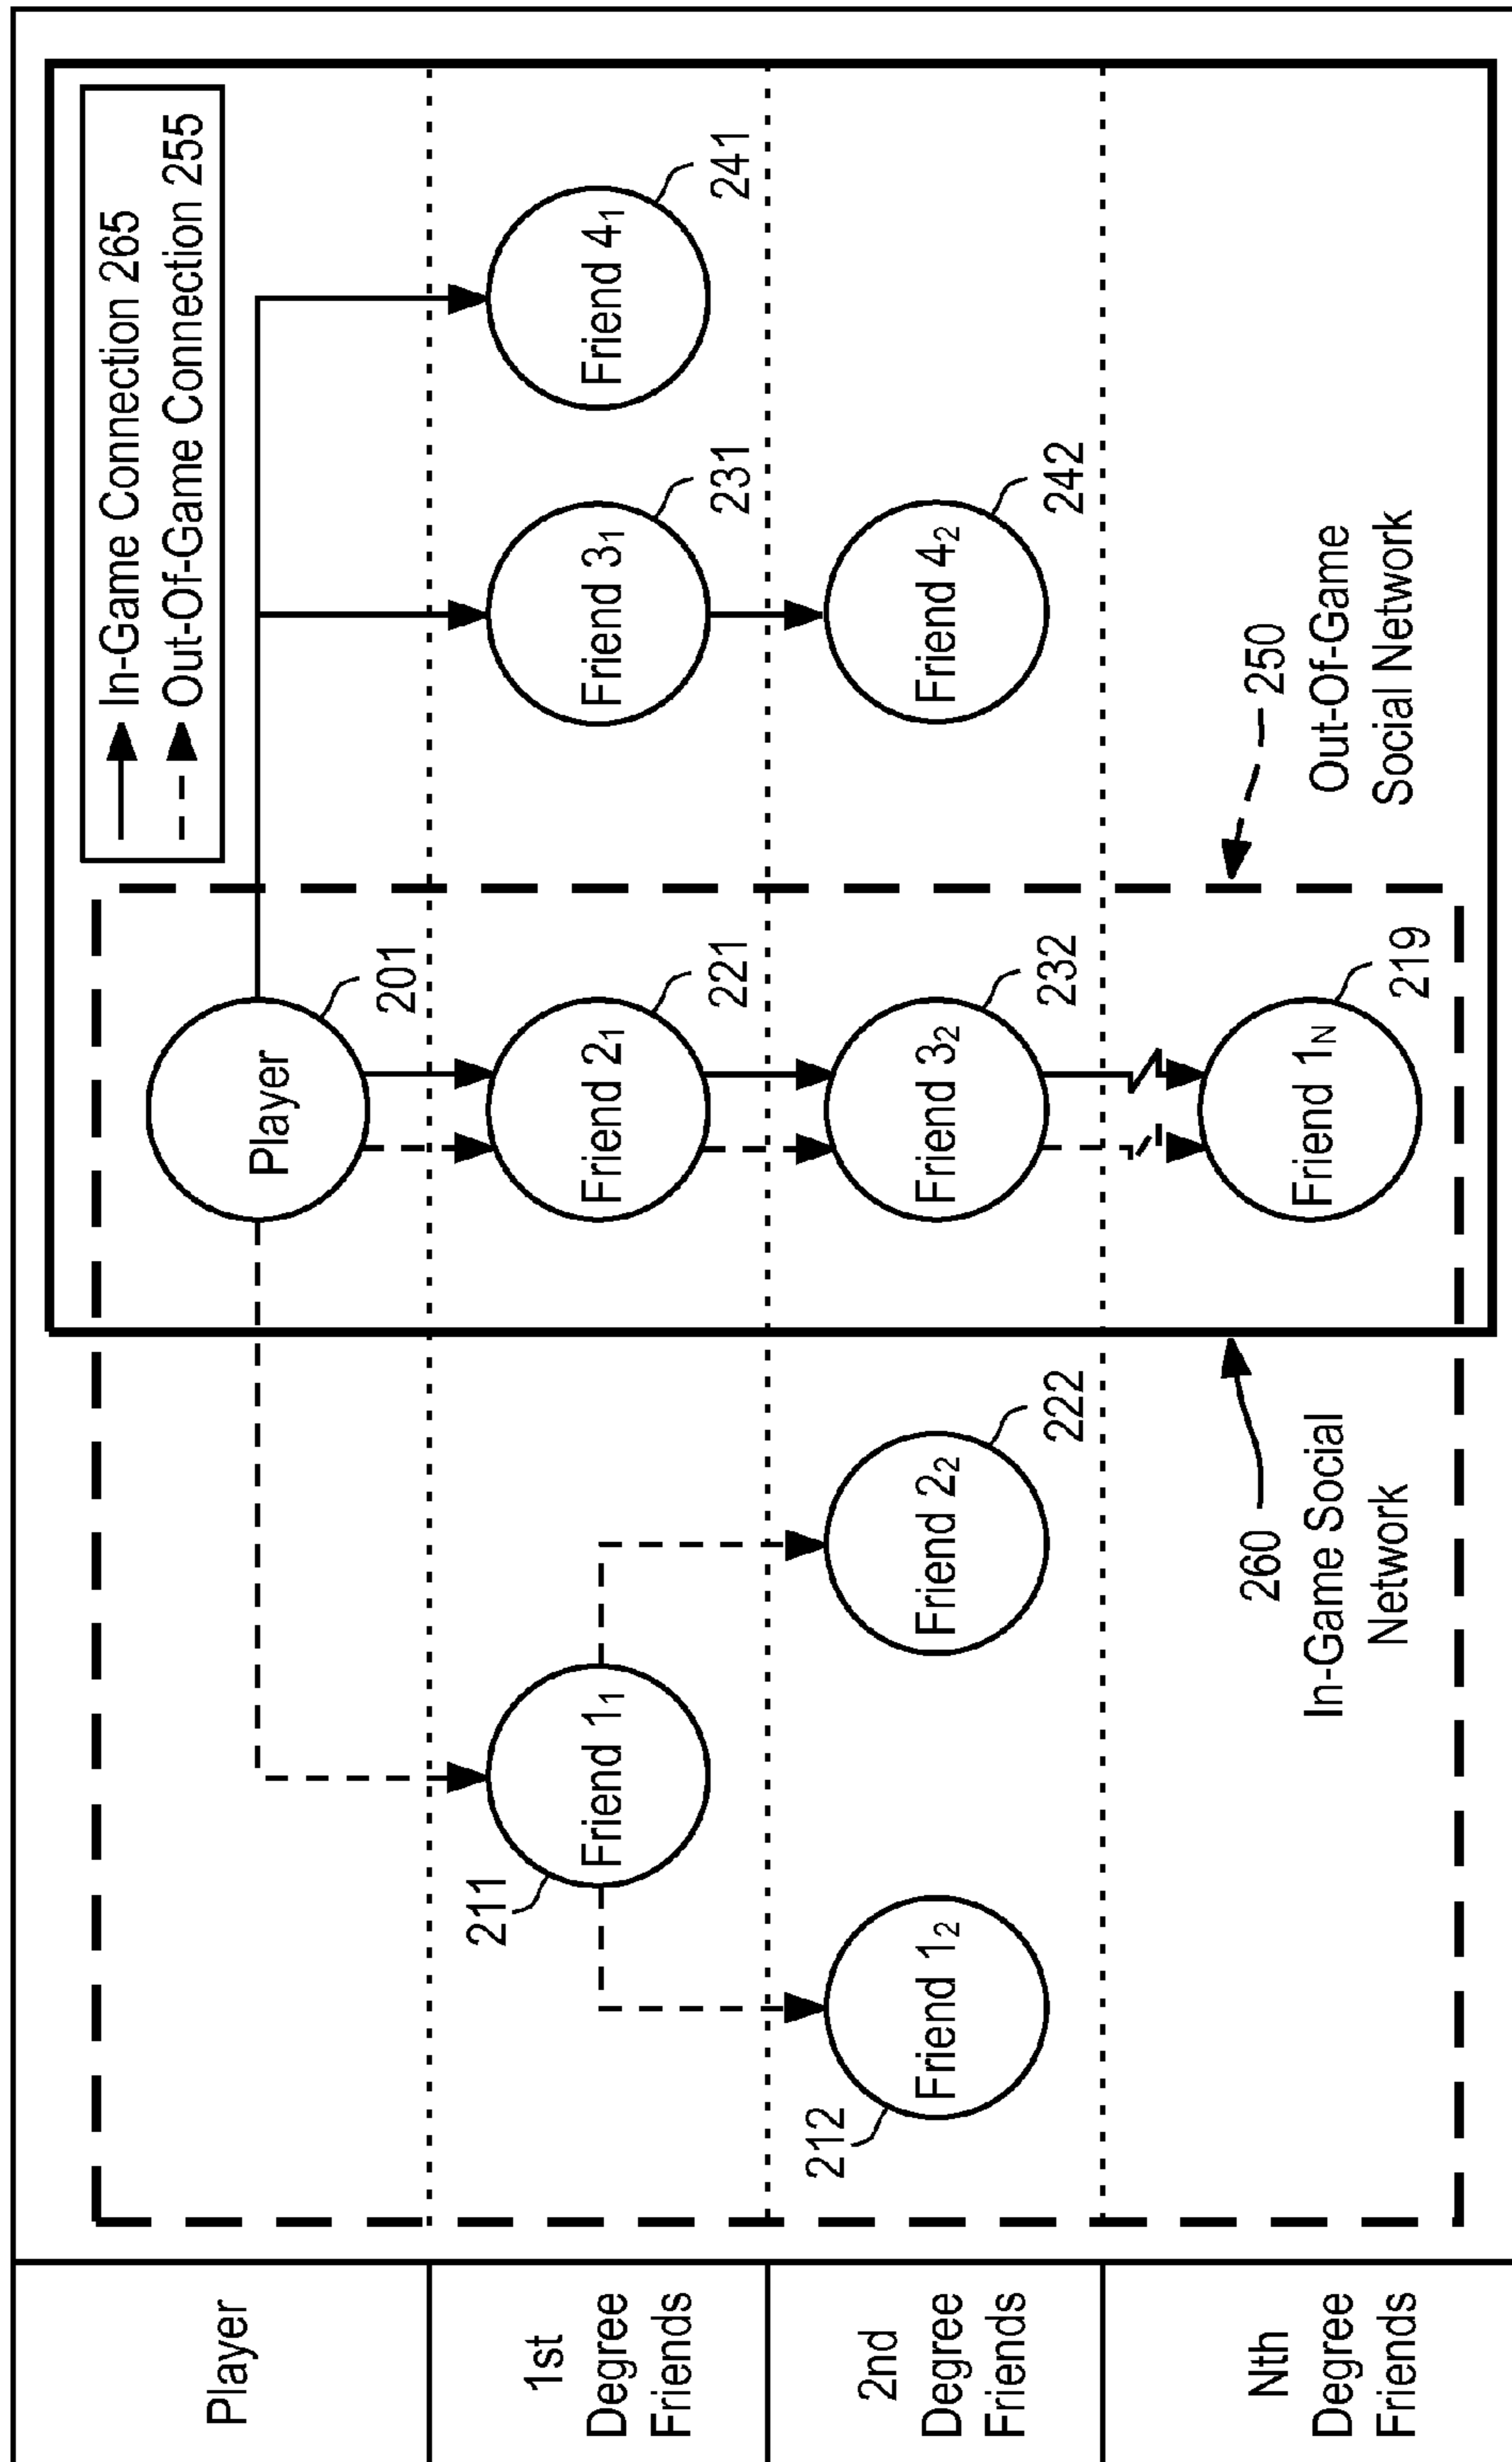 Player
1st
Degree
Friends
2nd
Degree
Friends
Nth
Degree
Friends
In-Game Connection 265
Out-Of-Game Connection 255
Player
201
211
Friend 1₁
Friend 2₁
221
Friend 3₁
231
Friend 4₁
241
212
Friend 1₂
Friend 2₂
222
Friend 3₂
232
Friend 4₂
242
260
In-Game Social
Network
Friend 1N
219
250
Out-Of-Game
Social Network